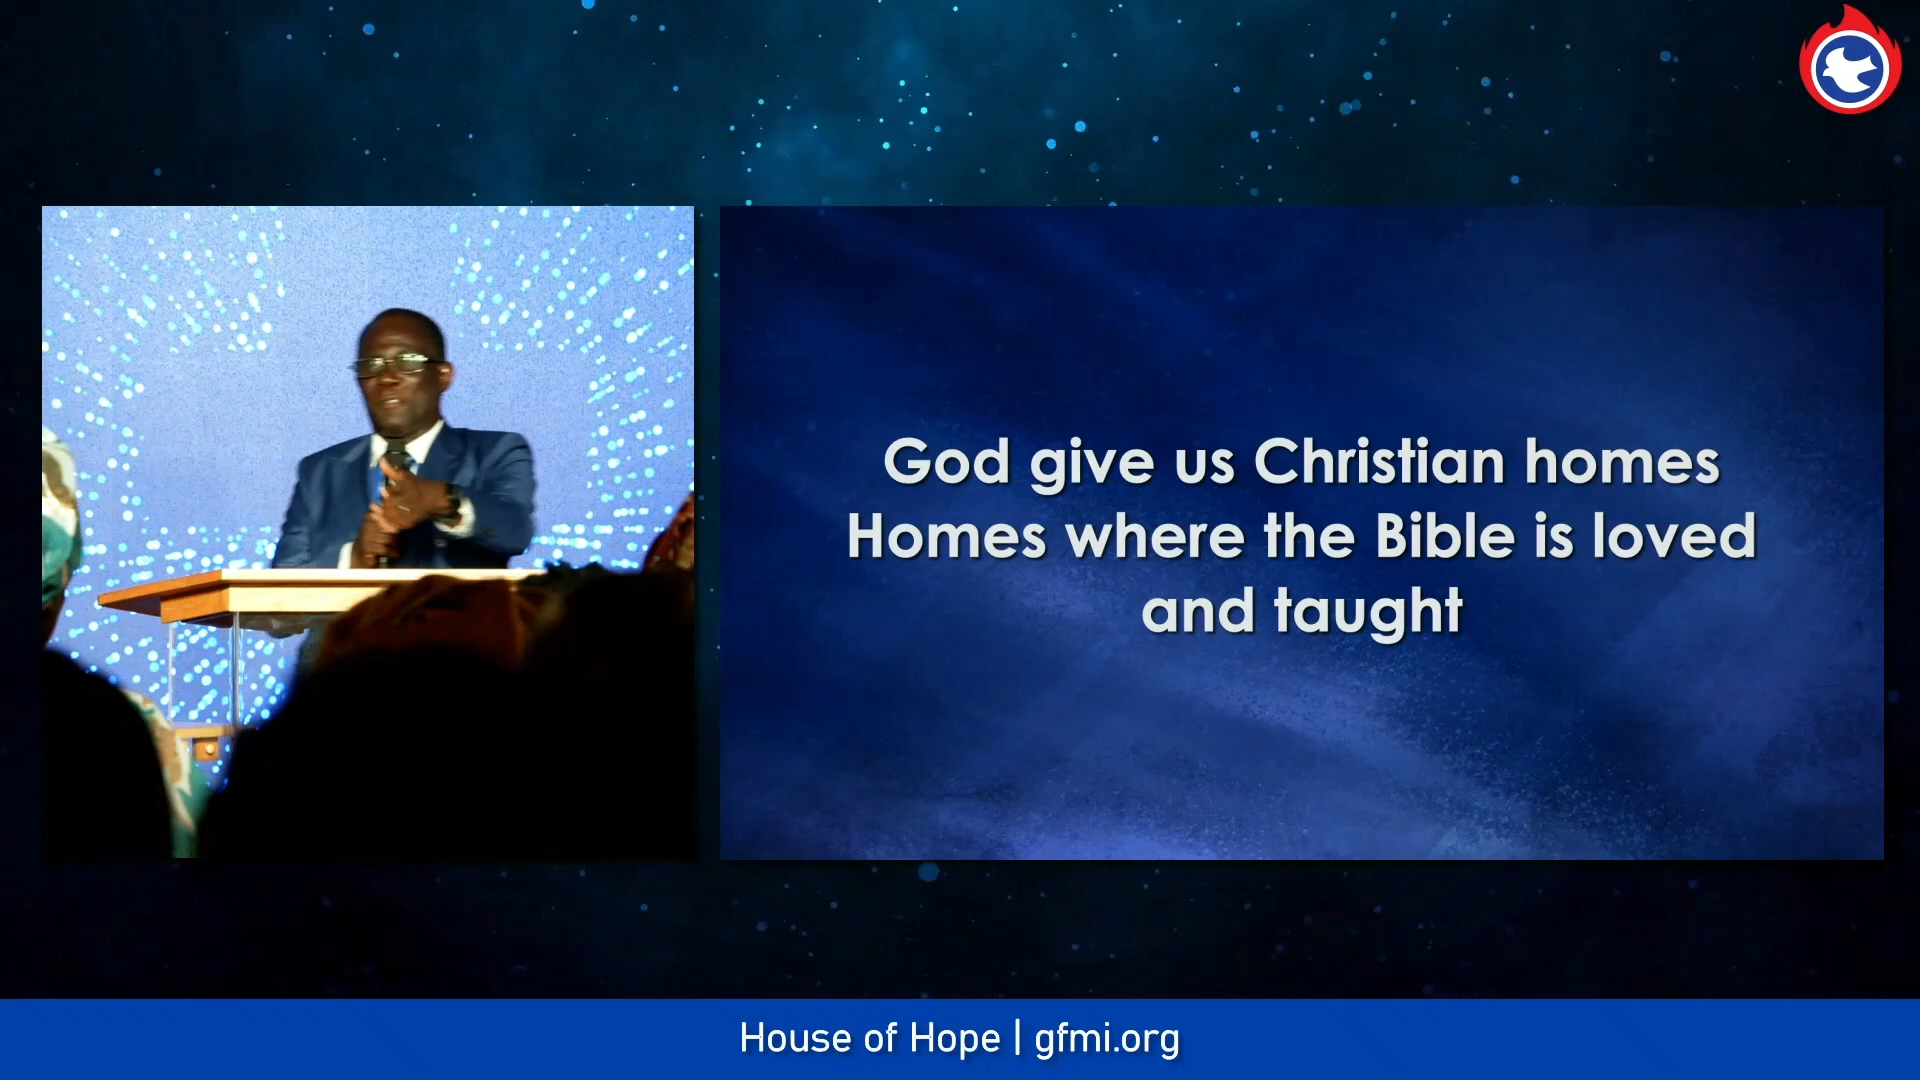 God give us Christian homes
Homes where the Bible is loved
and taught
House of Hope | gfmi.org